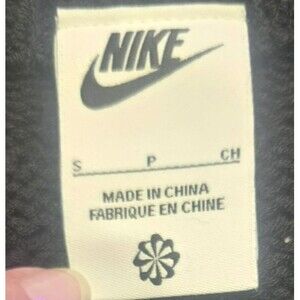 NIKE
S P CH
MADE IN CHINA
FABRIQUE EN CHINE